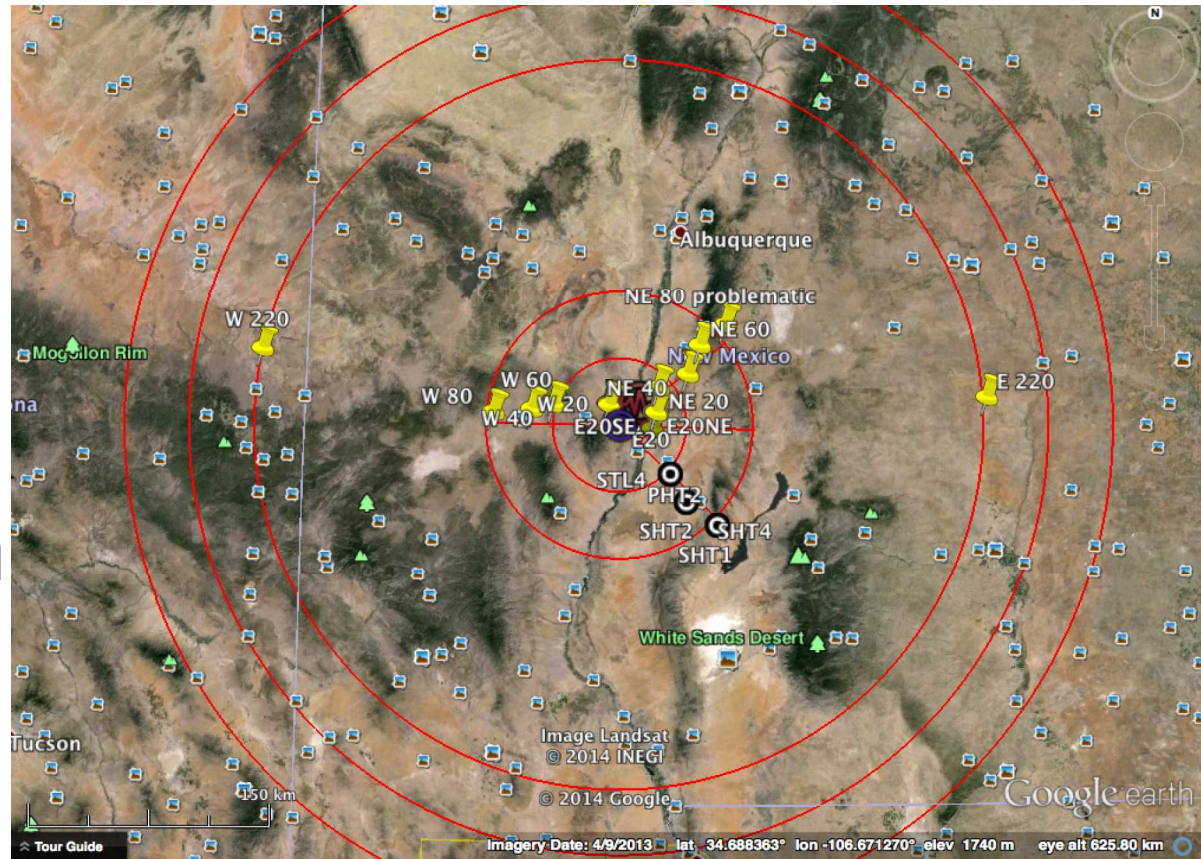 N
Albuquerque
NE 80 problematic
W 220
NE 60
Mogollon Rim
New Mexico
W 60
E 220
W 80
NE 40
ona
W 20
NE 20
W 40
E20SE
E20NE
E20
STL4
PHT2
SHT2
SHT4
SHT1
White Sands Desert
Tucson
Image Landsat
© 2014 INEGI
150 km
© 2014 Google
Google earth
Tour Guide
Imagery Date: 4/9/2013 lat 34.688363° lon -106.671270° elev 1740 m eye alt 625.80 km